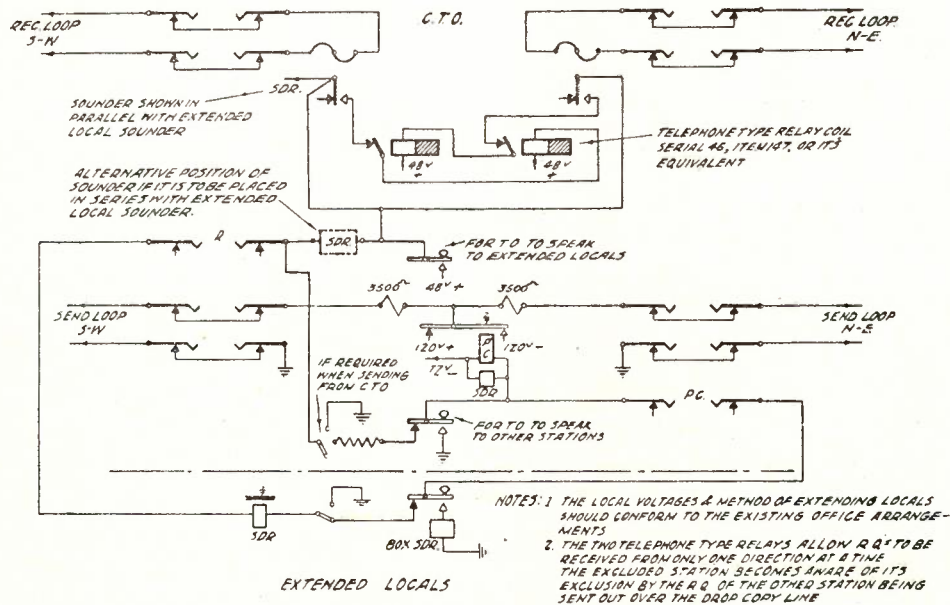 C.T.O.
REC. LOOP
S-W
REC LOOP
N-E.
SDR.
SOUNDER SHOWN IN
PARALLEL WITH EXTENDED
LOCAL SOUNDER
TELEPHONE TYPE RELAY COIL
SERIAL 46, ITEM 147, OR ITS
EQUIVALENT
48V
+
48V
+
ALTERNATIVE POSITION OF
SOUNDER IF IT IS TO BE PLACED
IN SERIES WITH EXTENDED
LOCAL SOUNDER.
R
SDR
FOR T O TO SPEAK
TO EXTENDED LOCALS
3500Ω
48V+
3500Ω
SEND LOOP
S-W
SEND LOOP
N-E
120V+
120V-
C
12V-
SDR
IF REQUIRED
WHEN SENDING
FROM C T O
PC.
FOR T O TO SPEAK
TO OTHER STATIONS
SDR
BOX SDR.
EXTENDED LOCALS
NOTES: 1 THE LOCAL VOLTAGES & METHOD OF EXTENDING LOCALS
SHOULD CONFORM TO THE EXISTING OFFICE ARRANGE-
MENTS
2. THE TWO TELEPHONE TYPE RELAYS ALLOW R Qs TO BE
RECEIVED FROM ONLY ONE DIRECTION AT A TIME
THE EXCLUDED STATION BECOMES AWARE OF ITS
EXCLUSION BY THE R Q OF THE OTHER STATION BEING
SENT OUT OVER THE DROP COPY LINE